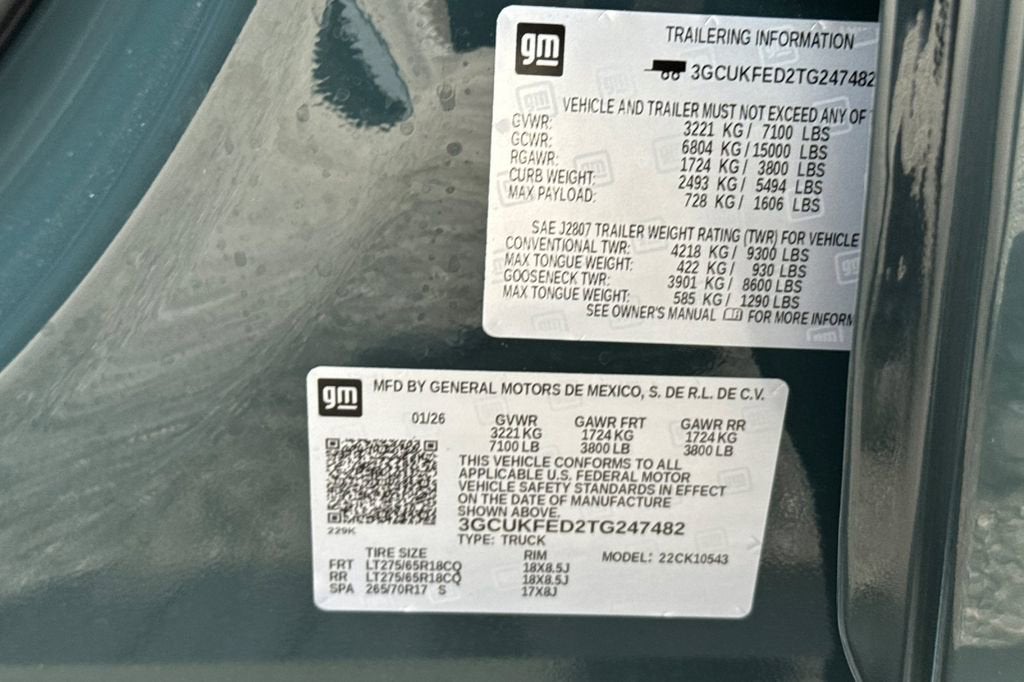 gm
TRAILERING INFORMATION
3GCUKFED2TG247482
VEHICLE AND TRAILER MUST NOT EXCEED ANY OF
GVWR: 3221 KG/ 7100 LBS
GCWR: 6804 KG/15000 LBS
RGAWR: 1724 KG/ 3800 LBS
CURB WEIGHT: 2493 KG/ 5494 LBS
MAX PAYLOAD: 728 KG/ 1606 LBS
SAE J2807 TRAILER WEIGHT RATING (TWR) FOR VEHICLE
CONVENTIONAL TWR: 4218 KG/ 9300 LBS
MAX TONGUE WEIGHT: 422 KG/ 930 LBS
GOOSENECK TWR: 3901 KG/ 8600 LBS
MAX TONGUE WEIGHT: 585 KG/ 1290 LBS
SEE OWNER'S MANUAL FOR MORE INFORM
gm
MFD BY GENERAL MOTORS DE MEXICO, S. DE R.L. DE C.V.
01/26 GVWR GAWR FRT GAWR RR
3221 KG 1724 KG 1724 KG
7100 LB 3800 LB 3800 LB
THIS VEHICLE CONFORMS TO ALL
APPLICABLE U.S. FEDERAL MOTOR
VEHICLE SAFETY STANDARDS IN EFFECT
ON THE DATE OF MANUFACTURE
SHOWN ABOVE.
229K
3GCUKFED2TG247482
TYPE: TRUCK
TIRE SIZE RIM MODEL: 22CK10543
FRT LT275/65R18CQ 18X8.5J
RR LT275/65R18CQ 18X8.5J
SPA 265/70R17 S 17X8J